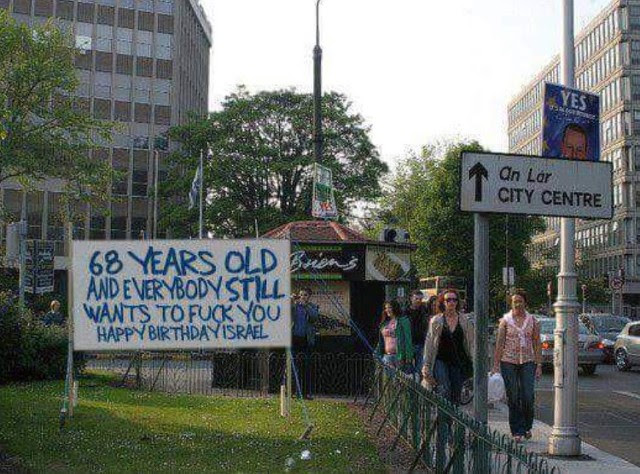 68 YEARS OLD
AND EVERYBODY STILL
WANTS TO FUCK YOU
HAPPY BIRTHDAY ISRAEL
An Lar
CITY CENTRE
YES